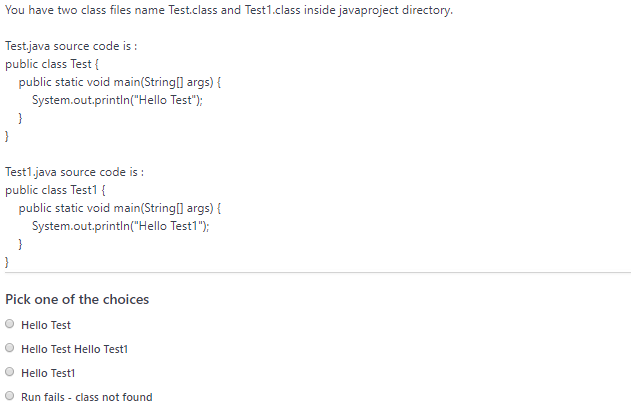 You have two class files name Test.class and Test1.class inside javaproject directory.
Test.java source code is :
public class Test {
public static void main(String[] args) {
System.out.println("Hello Test");
}
}
Test1.java source code is :
public class Test1 {
public static void main(String[] args) {
System.out.println("Hello Test1");
}
}
Pick one of the choices
Hello Test
Hello Test Hello Test1
Hello Test1
Run fails - class not found